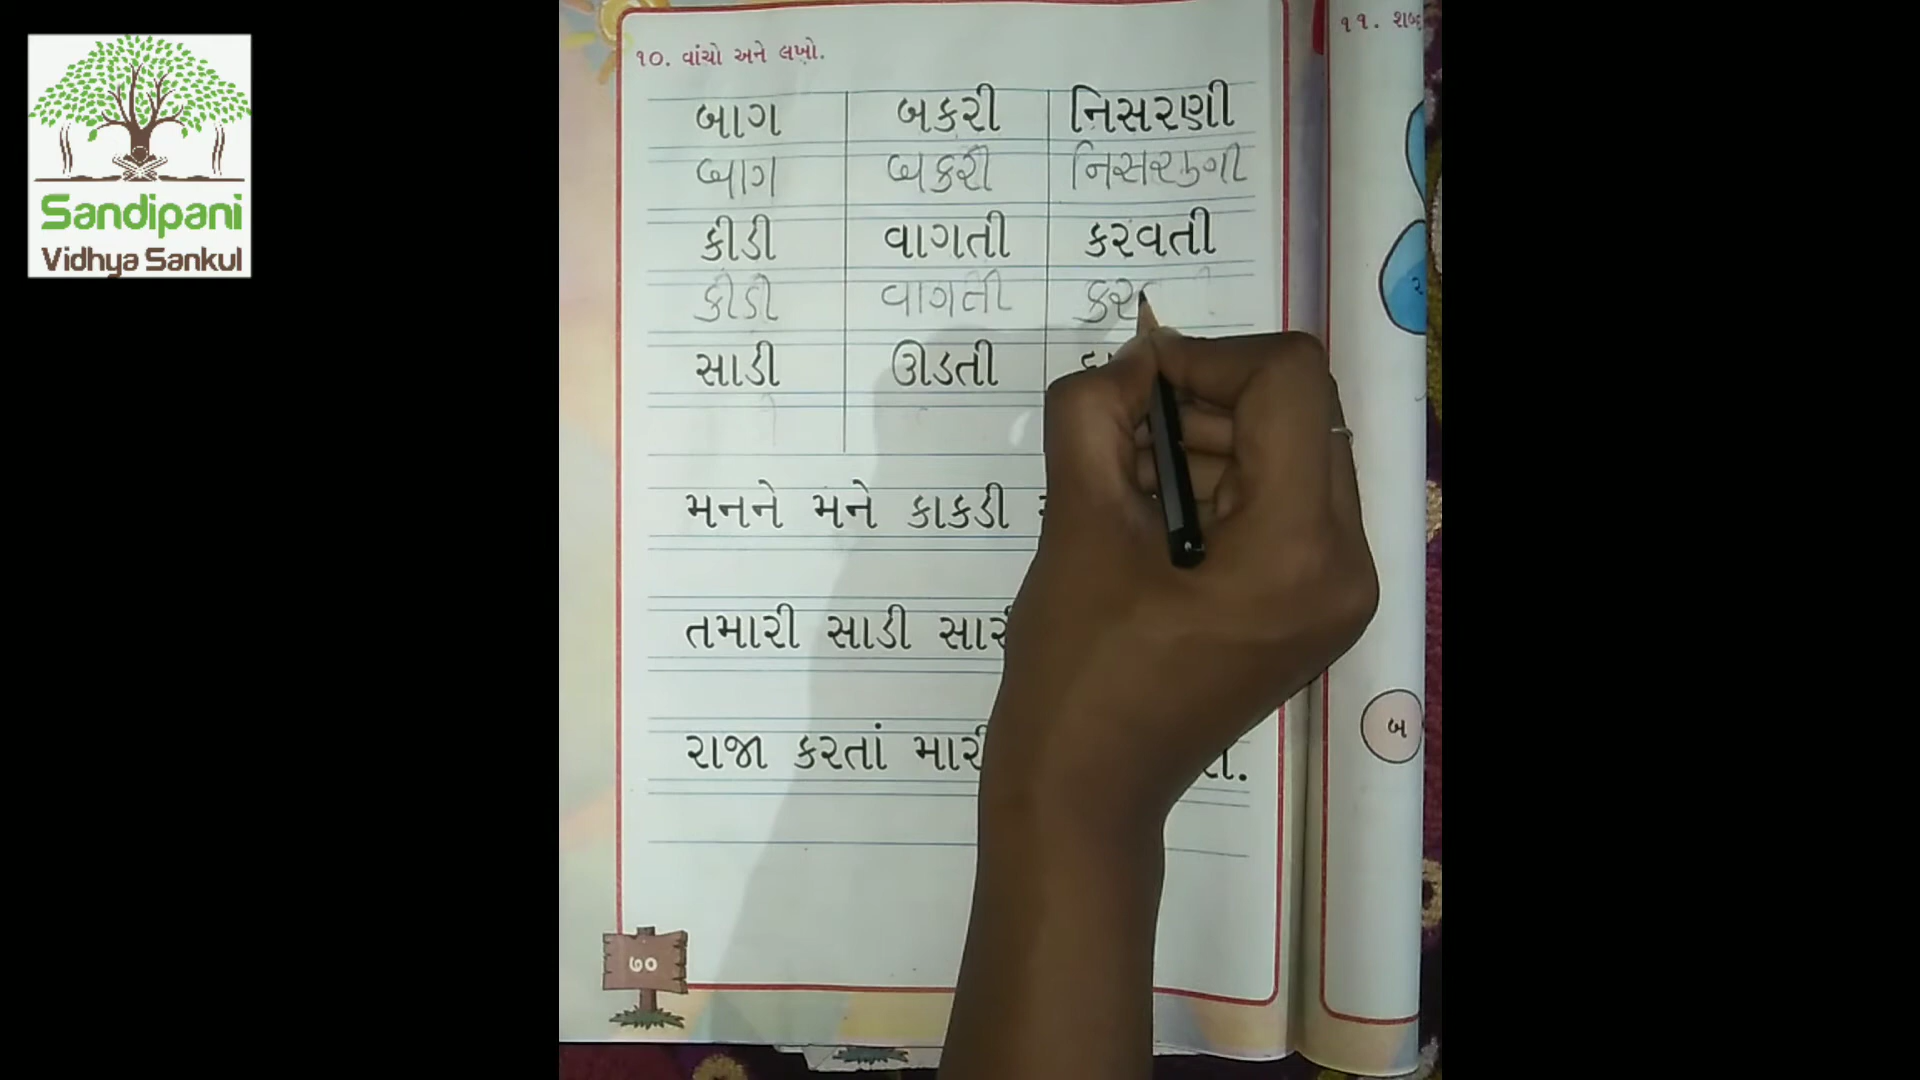 Sandipani
Vidhya Sankul
૧૦. વાંચો અને લખો.
બાગ બકરી નિસરણી
બાગ બકરી નિસરણી
કીડી વાગતી કરવતી
કીડી વાગતી કર
સાડી ઊડતી
મનને મને કાકડી
તમારી સાડી
રાજા કરતાં
૭૦
૧૧.
બ